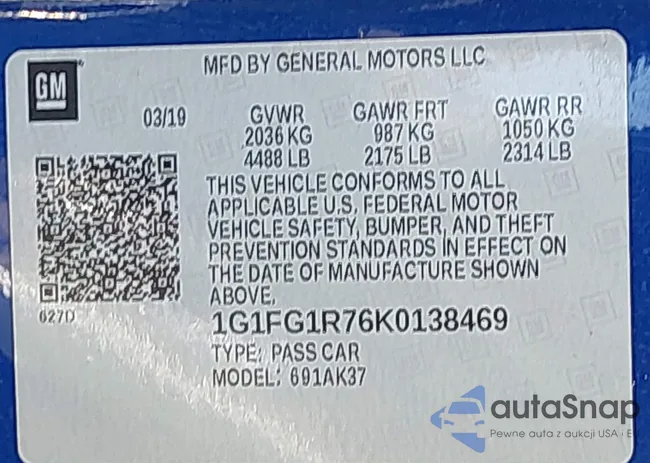 GM
MFD BY GENERAL MOTORS LLC
03/19
GVWR GAWR FRT GAWR RR
2036 KG 987 KG 1050 KG
4488 LB 2175 LB 2314 LB
THIS VEHICLE CONFORMS TO ALL
APPLICABLE U.S. FEDERAL MOTOR
VEHICLE SAFETY, BUMPER, AND THEFT
PREVENTION STANDARDS IN EFFECT ON
THE DATE OF MANUFACTURE SHOWN
ABOVE.
627D
1G1FG1R76K0138469
TYPE: PASS CAR
MODEL: 691AK37
autaSnap
Pewne auta z aukcji USA i EU